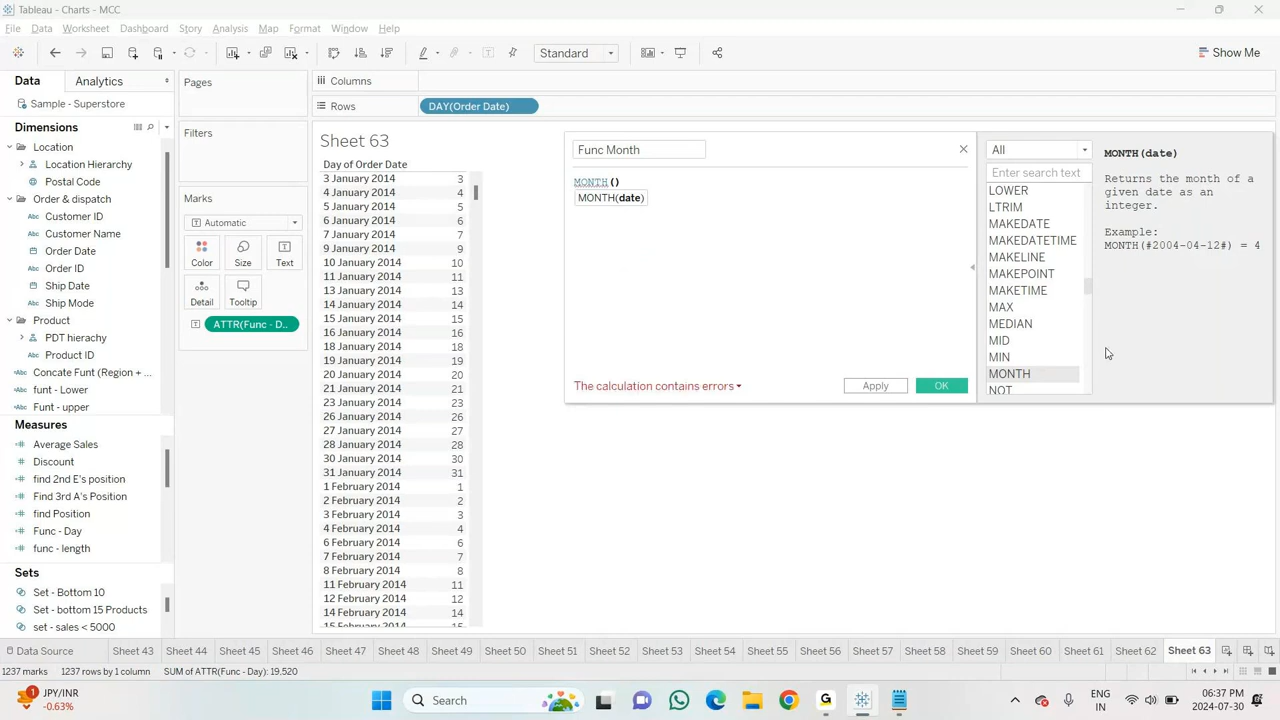 Tableau - Charts - MCC
File Data Worksheet Dashboard Story Analysis Map Format Window Help
Standard
Show Me
Data Analytics
Sample - Superstore
Dimensions
Location
Location Hierarchy
Postal Code
Order & dispatch
Customer ID
Customer Name
Order Date
Order ID
Ship Date
Ship Mode
Product
PDT hierachy
Product ID
Concate Funt (Region + ...
funt - Lower
Funt - upper
Measures
Average Sales
Discount
find 2nd E's position
Find 3rd A's Position
find Position
Func - Day
func - length
Sets
Set - Bottom 10
Set - bottom 15 Products
set - sales < 5000
Pages
Filters
Marks
Automatic
Color Size Text
Detail Tooltip
ATTR(Func - D..
Columns
Rows DAY(Order Date)
Sheet 63
Day of Order Date
3 January 2014 3
4 January 2014 4
5 January 2014 5
6 January 2014 6
7 January 2014 7
9 January 2014 9
10 January 2014 10
11 January 2014 11
13 January 2014 13
14 January 2014 14
15 January 2014 15
16 January 2014 16
18 January 2014 18
19 January 2014 19
20 January 2014 20
21 January 2014 21
23 January 2014 23
26 January 2014 26
27 January 2014 27
28 January 2014 28
30 January 2014 30
31 January 2014 31
1 February 2014 1
2 February 2014 2
3 February 2014 3
4 February 2014 4
6 February 2014 6
7 February 2014 7
8 February 2014 8
11 February 2014 11
12 February 2014 12
14 February 2014 14
15 February 2014 15
Func Month
MONTH()
MONTH(date)
The calculation contains errors
Apply OK
All
Enter search text
LOWER
LTRIM
MAKEDATE
MAKEDATETIME
MAKELINE
MAKEPOINT
MAKETIME
MAX
MEDIAN
MID
MIN
MONTH
NOT
MONTH(date)
Returns the month of a
given date as an
integer.
Example:
MONTH(#2004-04-12#) = 4
Data Source Sheet 43 Sheet 44 Sheet 45 Sheet 46 Sheet 47 Sheet 48 Sheet 49 Sheet 50 Sheet 51 Sheet 52 Sheet 53 Sheet 54 Sheet 55 Sheet 56 Sheet 57 Sheet 58 Sheet 59 Sheet 60 Sheet 61 Sheet 62 Sheet 63
1237 marks 1237 rows by 1 column SUM of ATTR(Func - Day): 19,520
1
JPY/INR
-0.63%
Search
G
ENG
IN
06:37 PM
2024-07-30